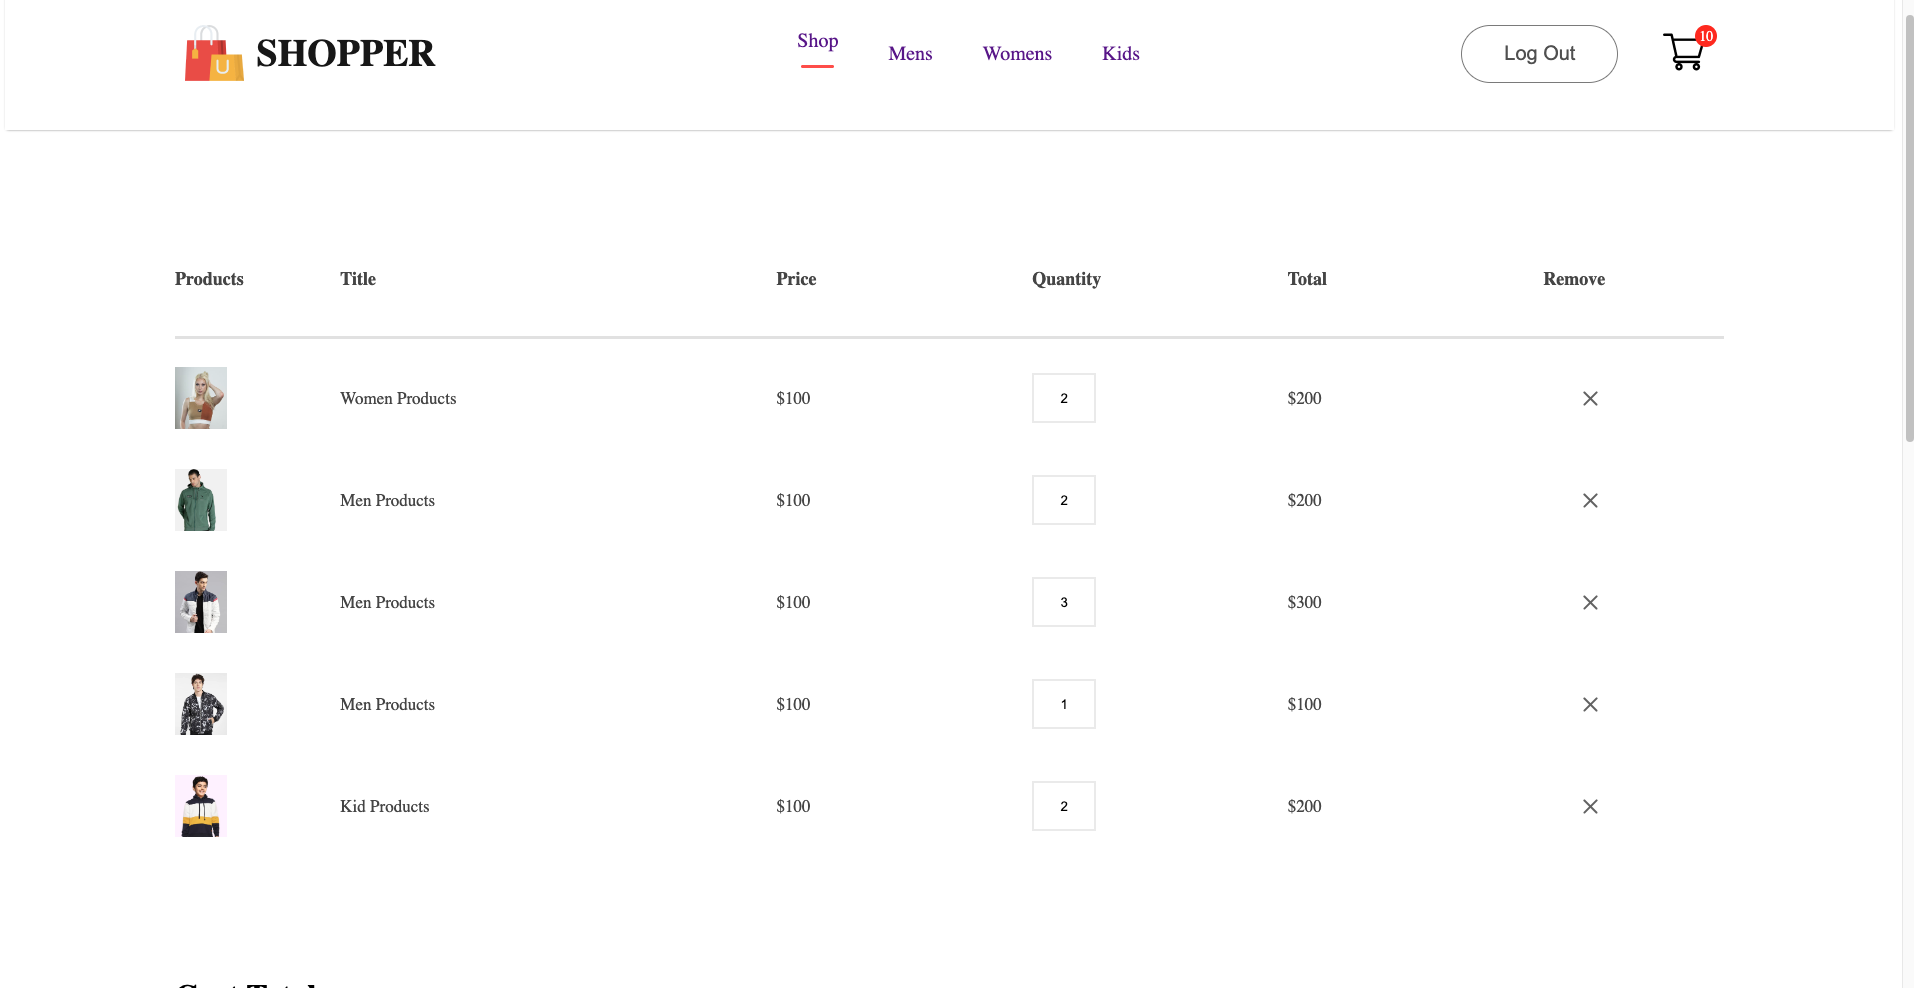 SHOPPER
Shop
Mens
Womens
Kids
Log Out
10
Products Title Price Quantity Total Remove
Women Products $100 2 $200
Men Products $100 2 $200
Men Products $100 3 $300
Men Products $100 1 $100
Kid Products $100 2 $200